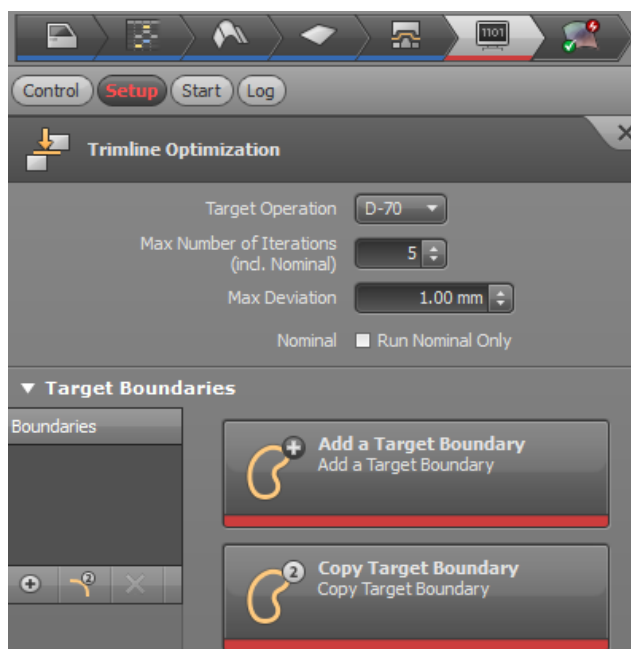 1101
Control Setup Start Log
Trimline Optimization
Target Operation D-70
Max Number of Iterations
(incl. Nominal) 5
Max Deviation 1.00 mm
Nominal Run Nominal Only
Target Boundaries
Boundaries
Add a Target Boundary
Add a Target Boundary
2
2
Copy Target Boundary
Copy Target Boundary